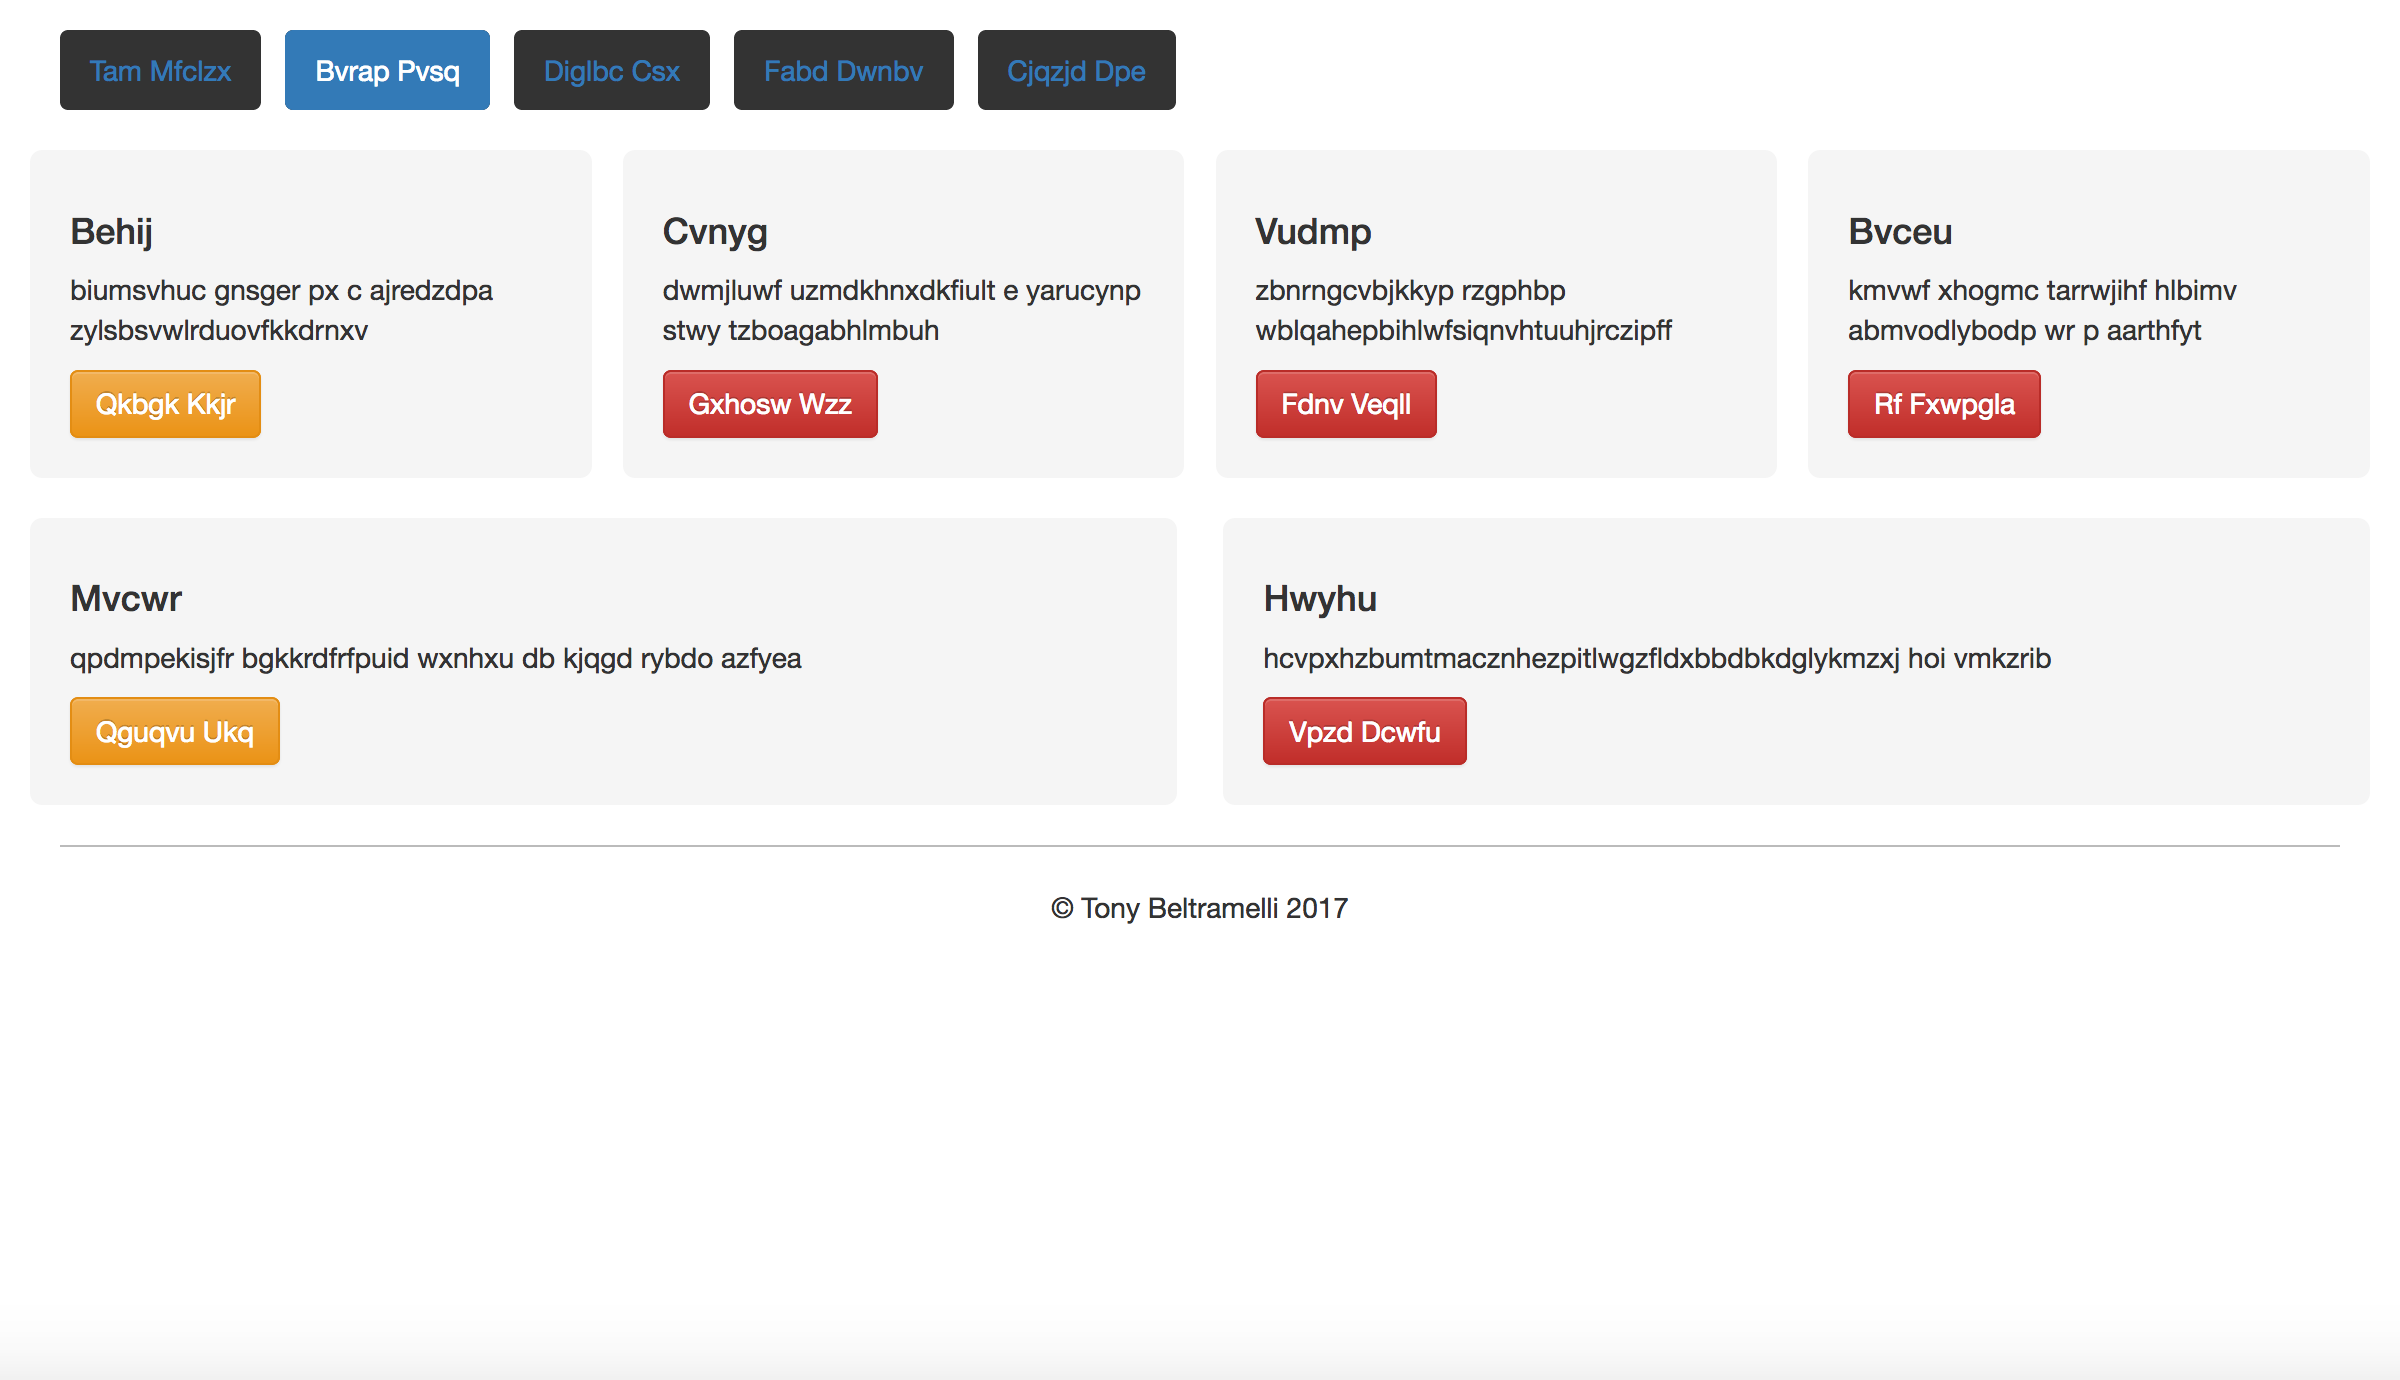 Tam Mfclzx Bvrap Pvsq Diglbc Csx Fabd Dwnbv Cjqzjd Dpe
Behij
biumsvhuc gnsger px c ajredzdpa
zylsbsvwlrduovfkkdrnxv
Qkbgk Kkjr
Cvnyg
dwmjluwf uzmdkhnxdkfiult e yarucynp
stwy tzboagabhlmbuh
Gxhosw Wzz
Vudmp
zbnrngcvbjkkyp rzgphbp
wblqahepbihlwfsiqnvhtuuhjrczipff
Fdnv Veqll
Bvceu
kmvwf xhogmc tarrwjihf hlbimv
abmvodlybodp wr p aarthfyt
Rf Fxwpgla
Mvcwr
qpdmpekisjfr bgkkrdfrfpuid wxnhxu db kjqgd rybdo azfyea
Qguqvu Ukq
Hwyhu
hcvpxhzbumtmacznhezpitlwgzfldxbbdbkdglykmzxj hoi vmkzrib
Vpzd Dcwfu
© Tony Beltramelli 2017